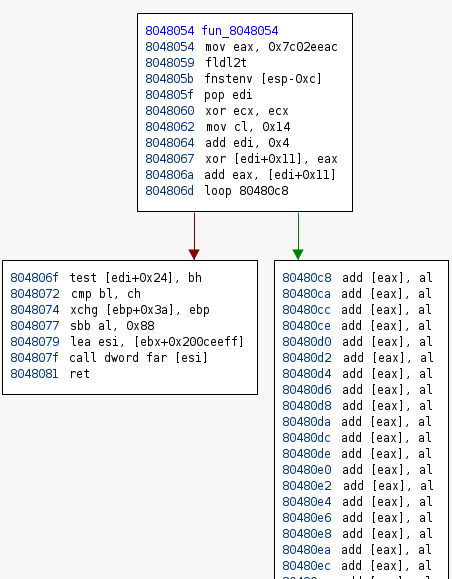 8048054 fun_8048054
8048054 mov eax, 0x7c02eeac
8048059 fldl2t
804805b fnstenv [esp-0xc]
804805f pop edi
8048060 xor ecx, ecx
8048062 mov cl, 0x14
8048064 add edi, 0x4
8048067 xor [edi+0x11], eax
804806a add eax, [edi+0x11]
804806d loop 80480c8
804806f test [edi+0x24], bh
8048072 cmp bl, ch
8048074 xchg [ebp+0x3a], ebp
8048077 sbb al, 0x88
8048079 lea esi, [ebx+0x200ceeff]
804807f call dword far [esi]
8048081 ret
80480c8 add [eax], al
80480ca add [eax], al
80480cc add [eax], al
80480ce add [eax], al
80480d0 add [eax], al
80480d2 add [eax], al
80480d4 add [eax], al
80480d6 add [eax], al
80480d8 add [eax], al
80480da add [eax], al
80480dc add [eax], al
80480de add [eax], al
80480e0 add [eax], al
80480e2 add [eax], al
80480e4 add [eax], al
80480e6 add [eax], al
80480e8 add [eax], al
80480ea add [eax], al
80480ec add [eax], al